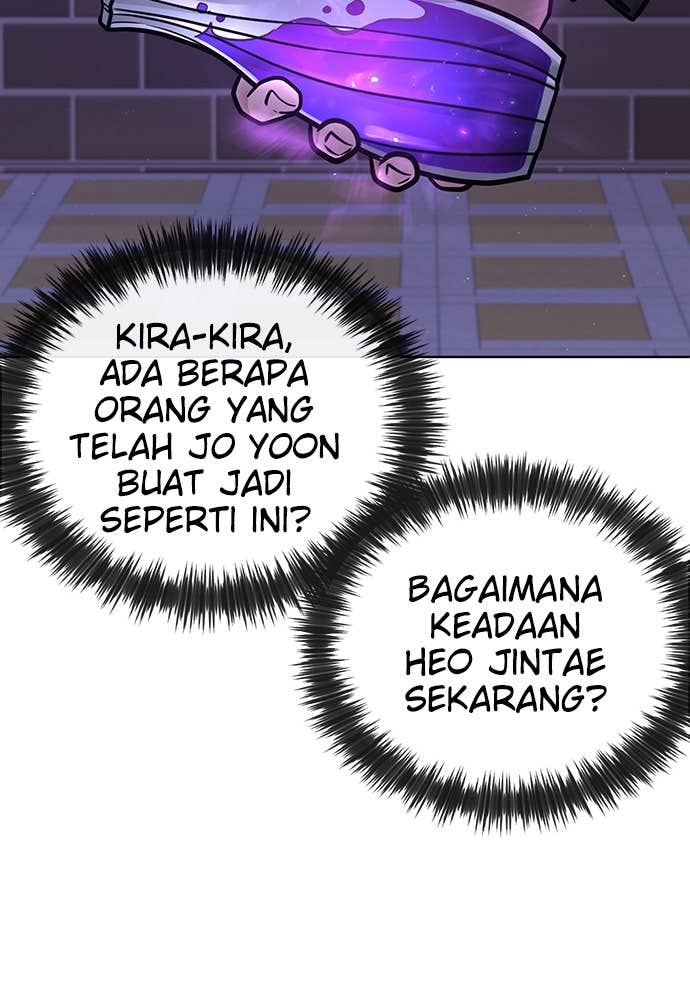 KIRA-KIRA,
ADA BERAPA
ORANG YANG
TELAH JO YOON
BUAT JADI
SEPERTI INI?
BAGAIMANA
KEADAAN
HEO JINTAE
SEKARANG?